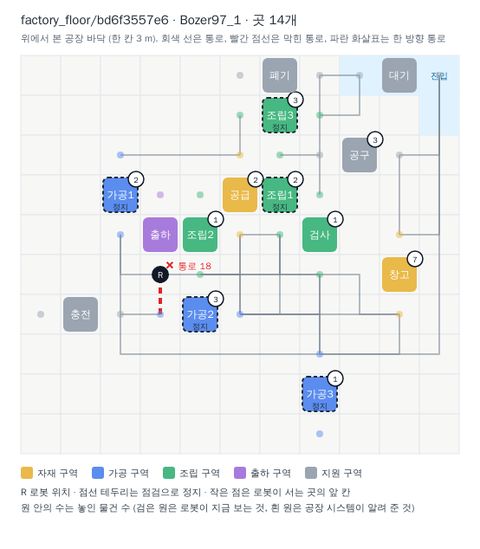 factory_floor/bd6f3557e6 · Bozer97_1 · 곳 14개
위에서 본 공장 바닥 (한 칸 3 m). 회색 선은 통로, 빨간 점선은 막힌 통로, 파란 화살표는 한 방향 통로
폐기
대기
진입
3
조립3
정지
3
공구
2
가공1
정지
2
공급
2
조립1
정지
출하
1
조립2
1
검사
✕ 통로 18
R
7
창고
충전
3
가공2
정지
1
가공3
정지
자재 구역
가공 구역
조립 구역
출하 구역
지원 구역
R 로봇 위치 · 점선 테두리는 점검으로 정지 · 작은 점은 로봇이 서는 곳의 앞 칸
원 안의 수는 놓인 물건 수 (검은 원은 로봇이 지금 보는 것, 흰 원은 공장 시스템이 알려 준 것)